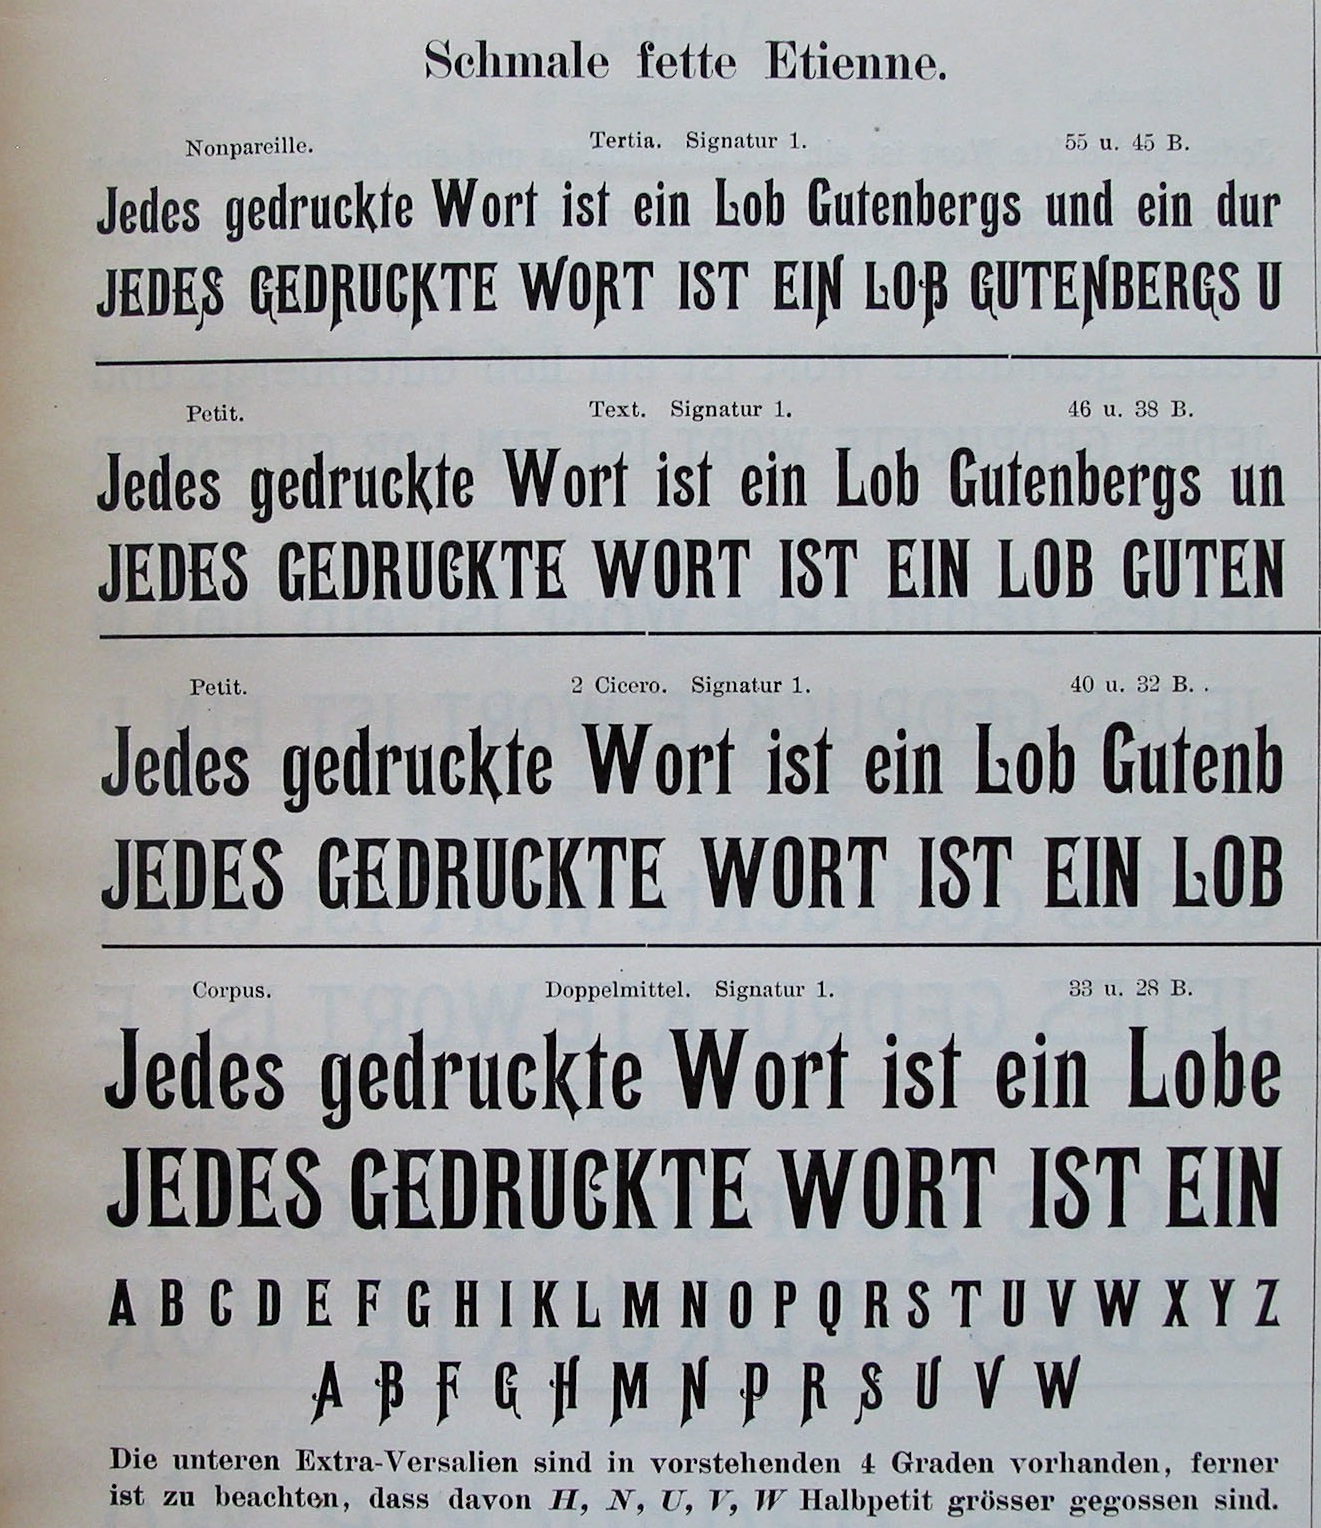 Schmale fette Etienne.
Nonpareille. Tertia. Signatur 1. 55 u. 45 B.
Jedes gedruckte Wort ist ein Lob Gutenbergs und ein dur
JEDES GEDRUCKTE WORT IST EIN LOB GUTENBERGS U
Petit. Text. Signatur 1. 46 u. 38 B.
Jedes gedruckte Wort ist ein Lob Gutenbergs un
JEDES GEDRUCKTE WORT IST EIN LOB GUTEN
Petit. 2 Cicero. Signatur 1. 40 u. 32 B.
Jedes gedruckte Wort ist ein Lob Gutenb
JEDES GEDRUCKTE WORT IST EIN LOB
Corpus. Doppelmittel. Signatur 1. 33 u. 28 B.
Jedes gedruckte Wort ist ein Lobe
JEDES GEDRUCKTE WORT IST EIN
A B C D E F G H I K L M N O P Q R S T U V W X Y Z
A B F G H M N P R S U V W
Die unteren Extra-Versalien sind in vorstehenden 4 Graden vorhanden, ferner
ist zu beachten, dass davon H, N, U, V, W Halbpetit grösser gegossen sind.